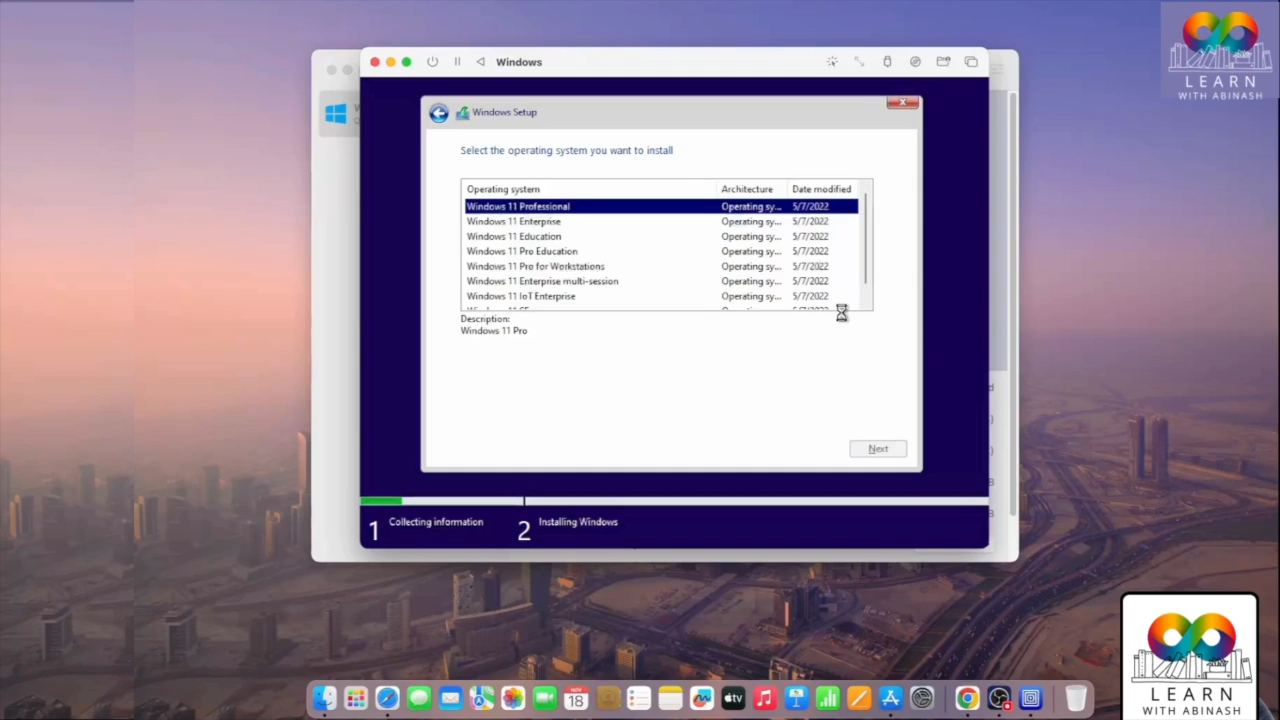 LEARN
WITH ABINASH
Windows
Windows Setup
Select the operating system you want to install
Operating system Architecture Date modified
Windows 11 Professional Operating sy... 5/7/2022
Windows 11 Enterprise Operating sy... 5/7/2022
Windows 11 Education Operating sy... 5/7/2022
Windows 11 Pro Education Operating sy... 5/7/2022
Windows 11 Pro for Workstations Operating sy... 5/7/2022
Windows 11 Enterprise multi-session Operating sy... 5/7/2022
Windows 11 IoT Enterprise Operating sy... 5/7/2022
Description:
Windows 11 Pro
Next
1 Collecting information 2 Installing Windows
NOV
18
tv
LEARN
WITH ABINASH